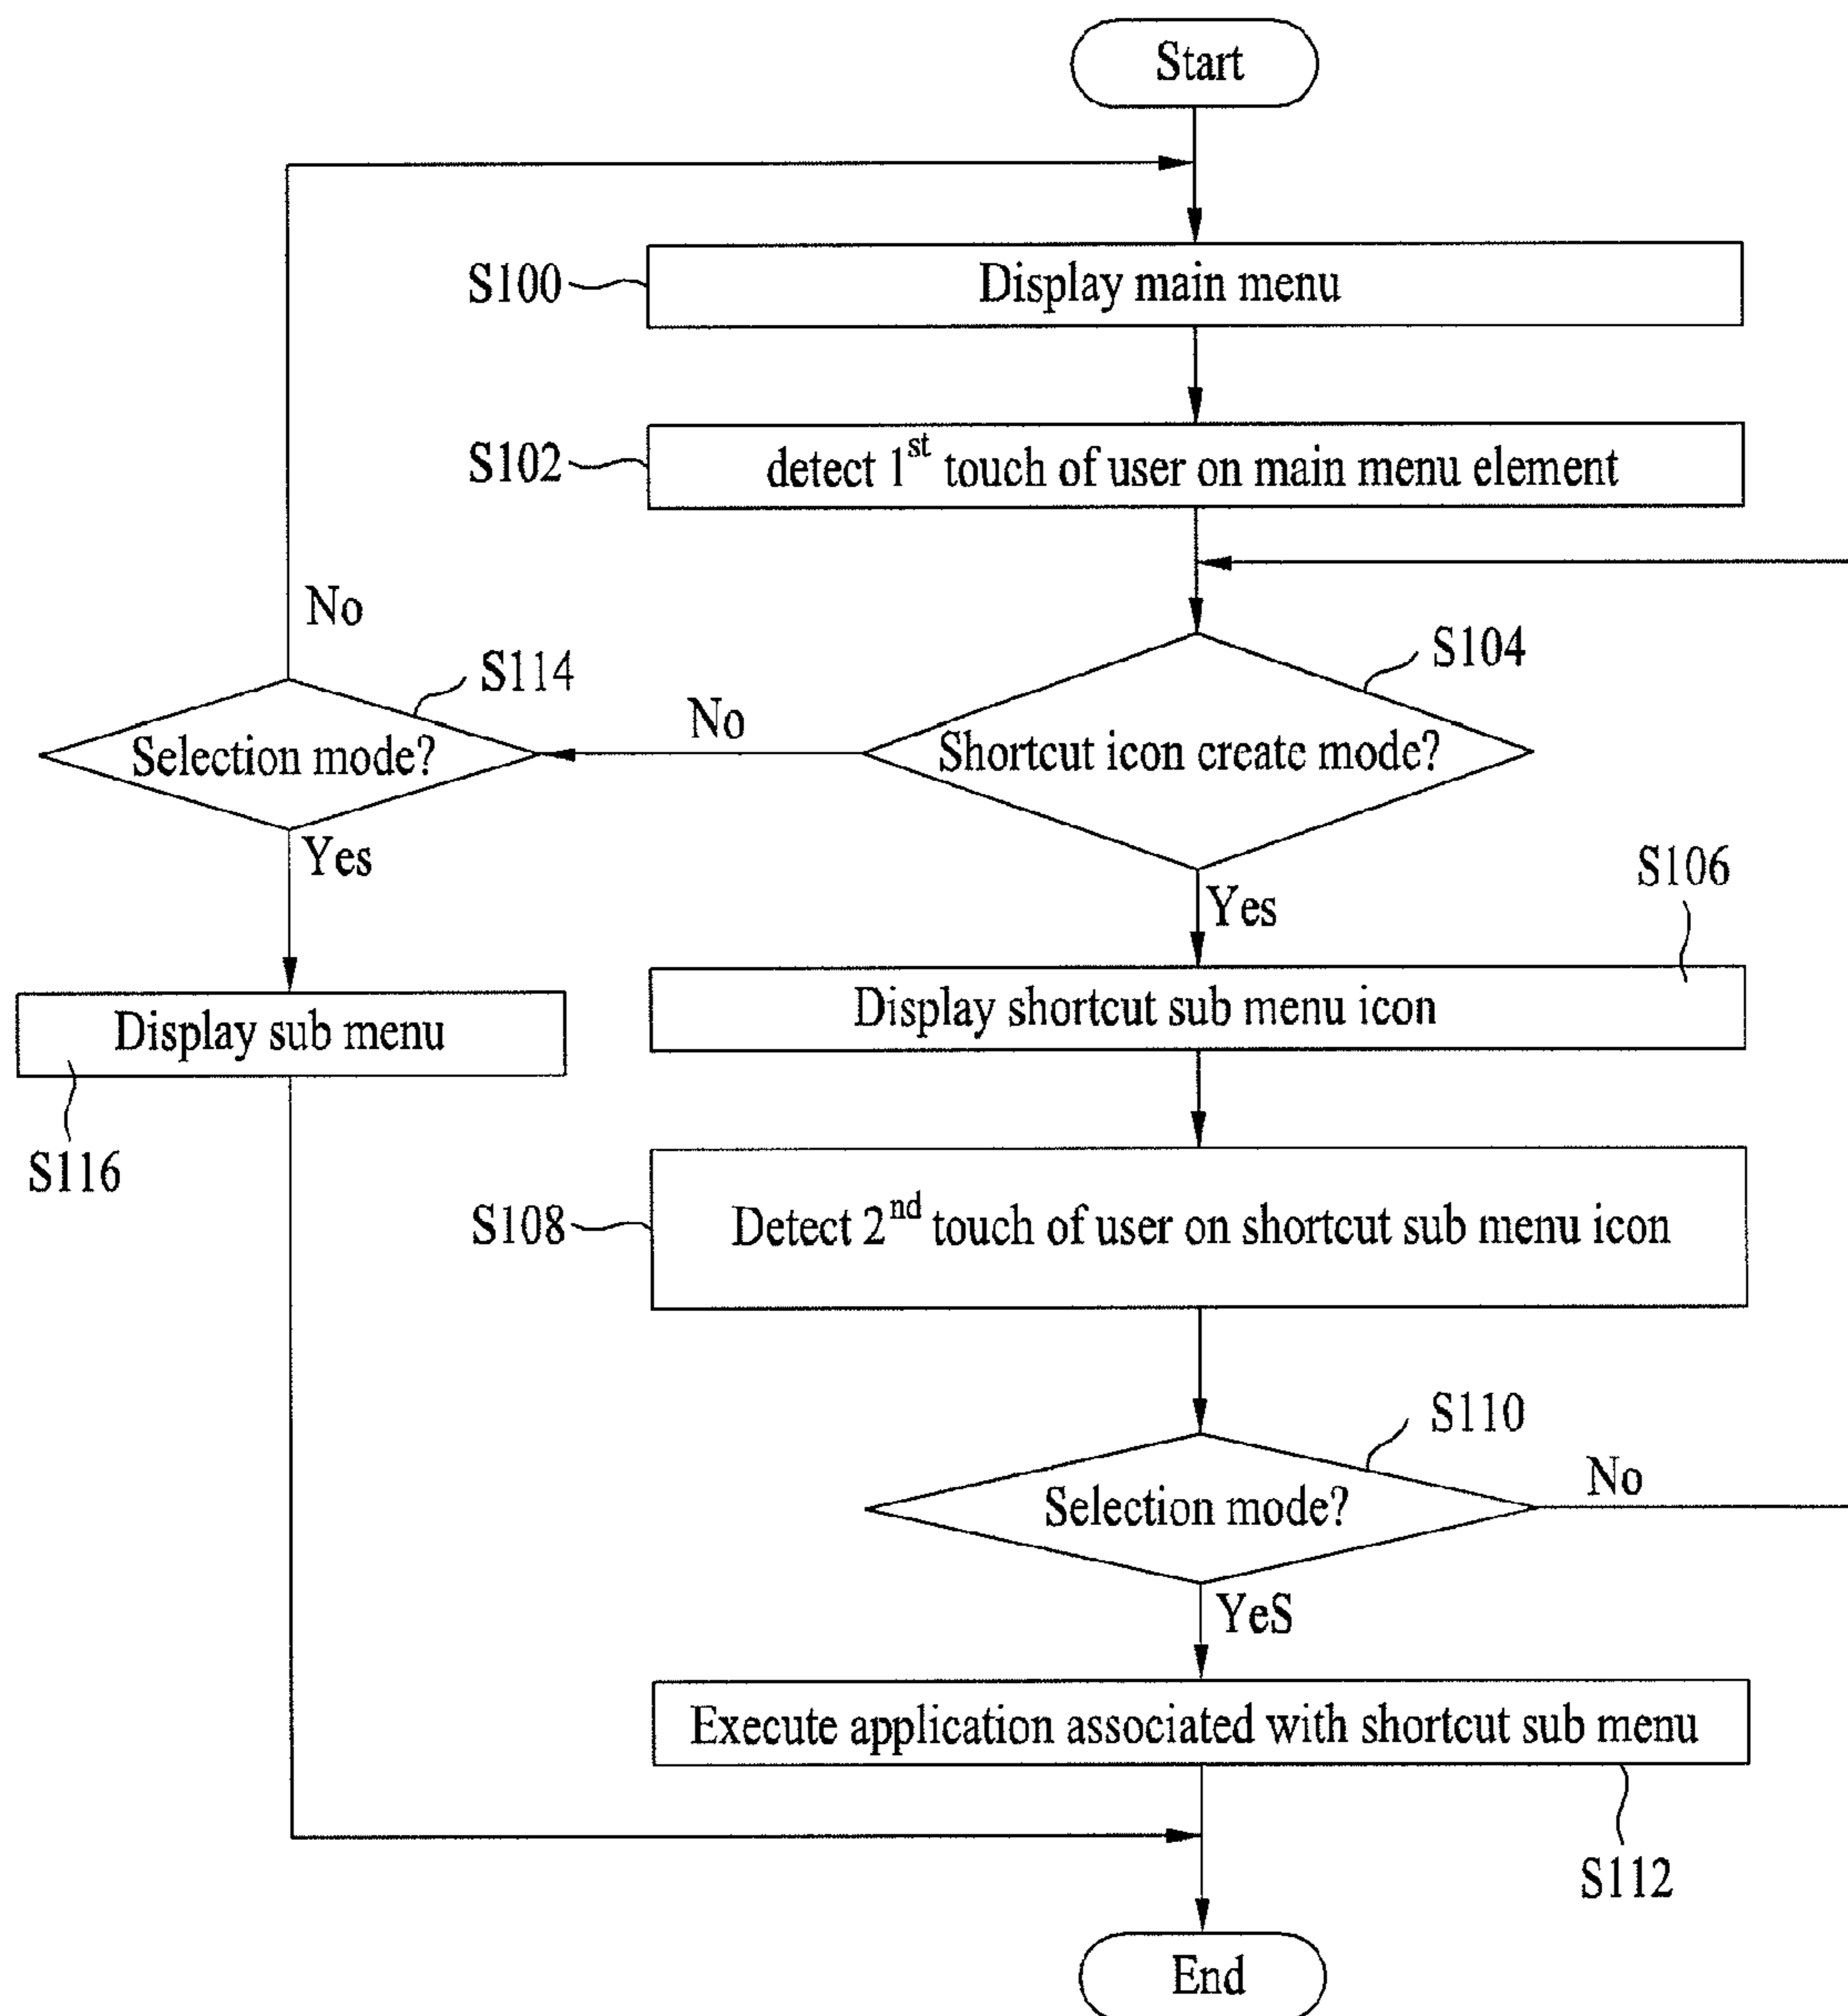 Start
S100
Display main menu
S102
detect 1st touch of user on main menu element
No
S114
S104
No
Selection mode?
Shortcut icon create mode?
Yes
S106
Yes
Display shortcut sub menu icon
Display sub menu
S116
S108
Detect 2nd touch of user on shortcut sub menu icon
S110
No
Selection mode?
YeS
Execute application associated with shortcut sub menu
S112
End